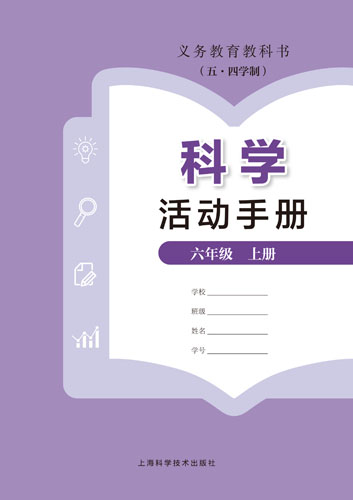 义务教育教科书
（五·四学制）
科学
活动手册
六年级 上册
学校
班级
姓名
学号
上海科学技术出版社